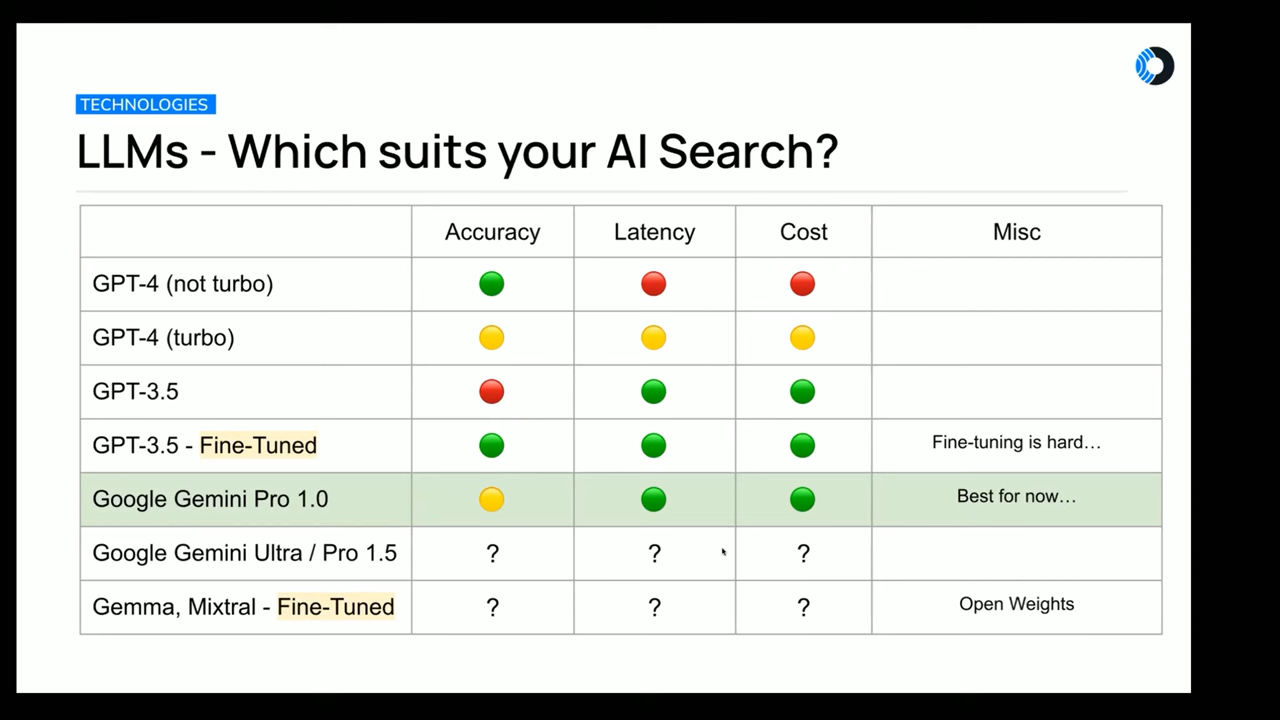 TECHNOLOGIES
LLMs - Which suits your AI Search?
Accuracy Latency Cost Misc
GPT-4 (not turbo)
GPT-4 (turbo)
GPT-3.5
GPT-3.5 - Fine-Tuned Fine-tuning is hard...
Google Gemini Pro 1.0 Best for now...
Google Gemini Ultra / Pro 1.5 ? ? ?
Gemma, Mixtral - Fine-Tuned ? ? ? Open Weights